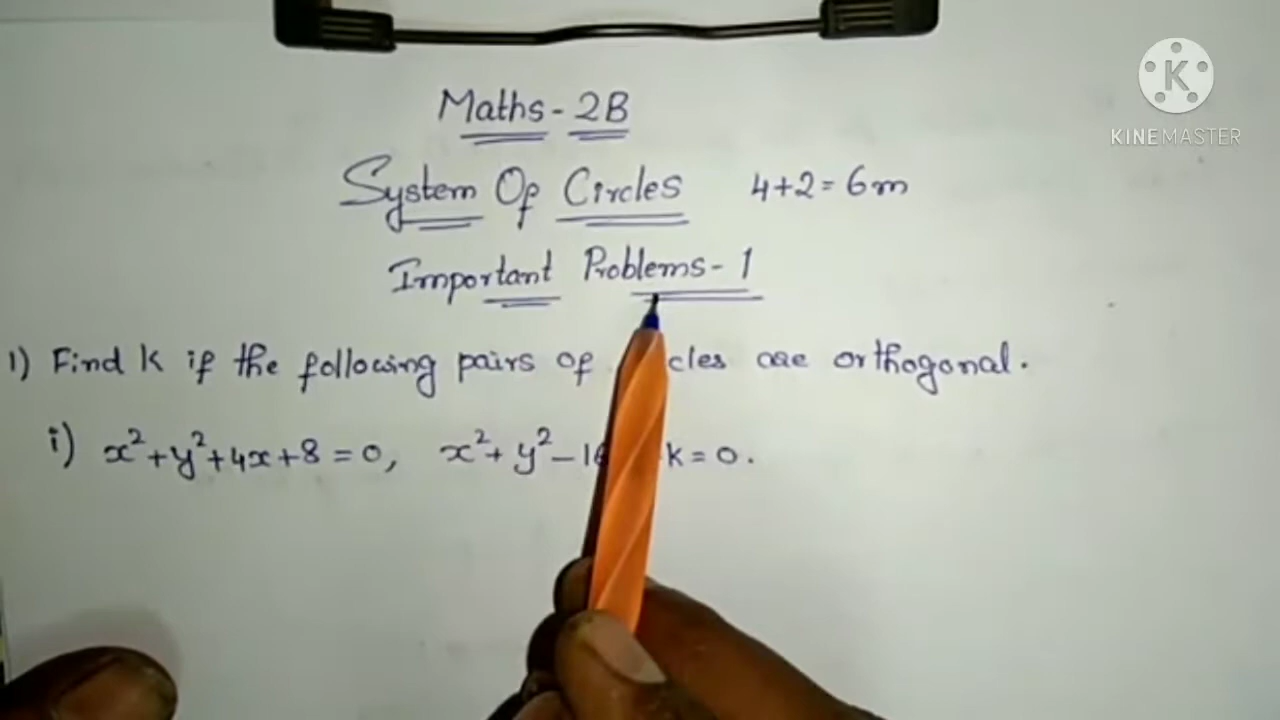 Maths - 2B
System Of Circles 4+2=6m
Important Problems - 1
1) Find k if the following pairs of cles are orthogonal.
i) x²+y²+4x+8=0, x²+y²-16 k=0.
KINEMASTER